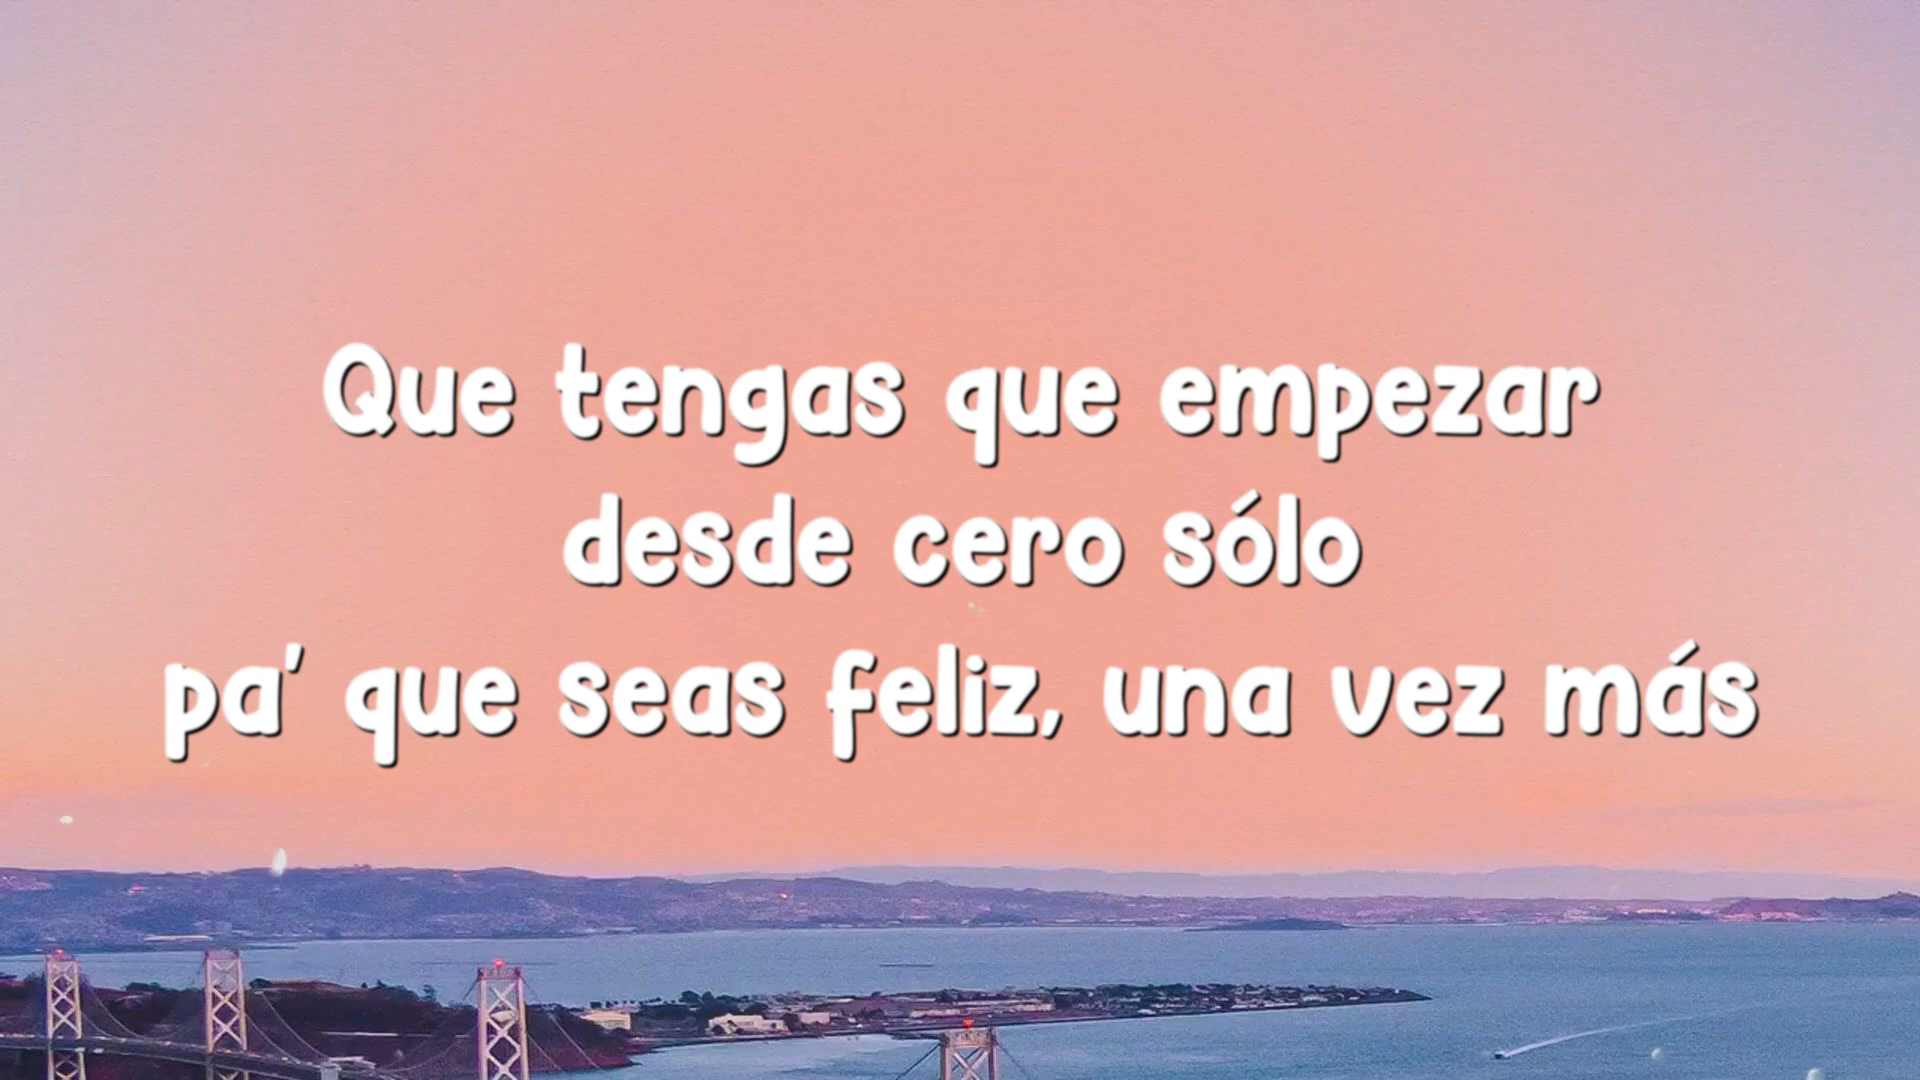 Que tengas que empezar
desde cero sólo
pa' que seas feliz, una vez más